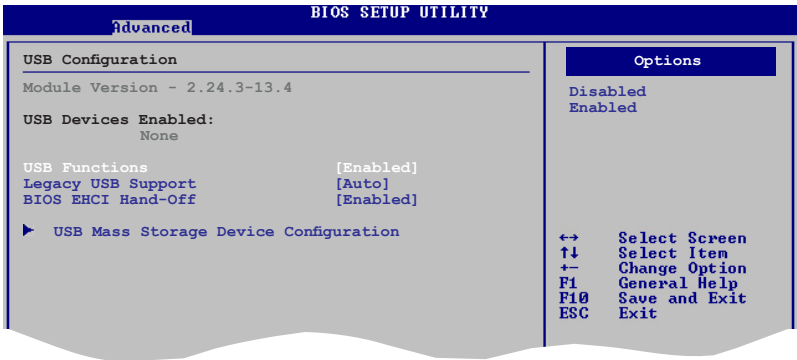 BIOS SETUP UTILITY
Advanced
USB Configuration
Module Version - 2.24.3-13.4
USB Devices Enabled:
None
USB Functions [Enabled]
Legacy USB Support [Auto]
BIOS EHCI Hand-Off [Enabled]
USB Mass Storage Device Configuration
Options
Disabled
Enabled
←→ Select Screen
↑↓ Select Item
+- Change Option
F1 General Help
F10 Save and Exit
ESC Exit